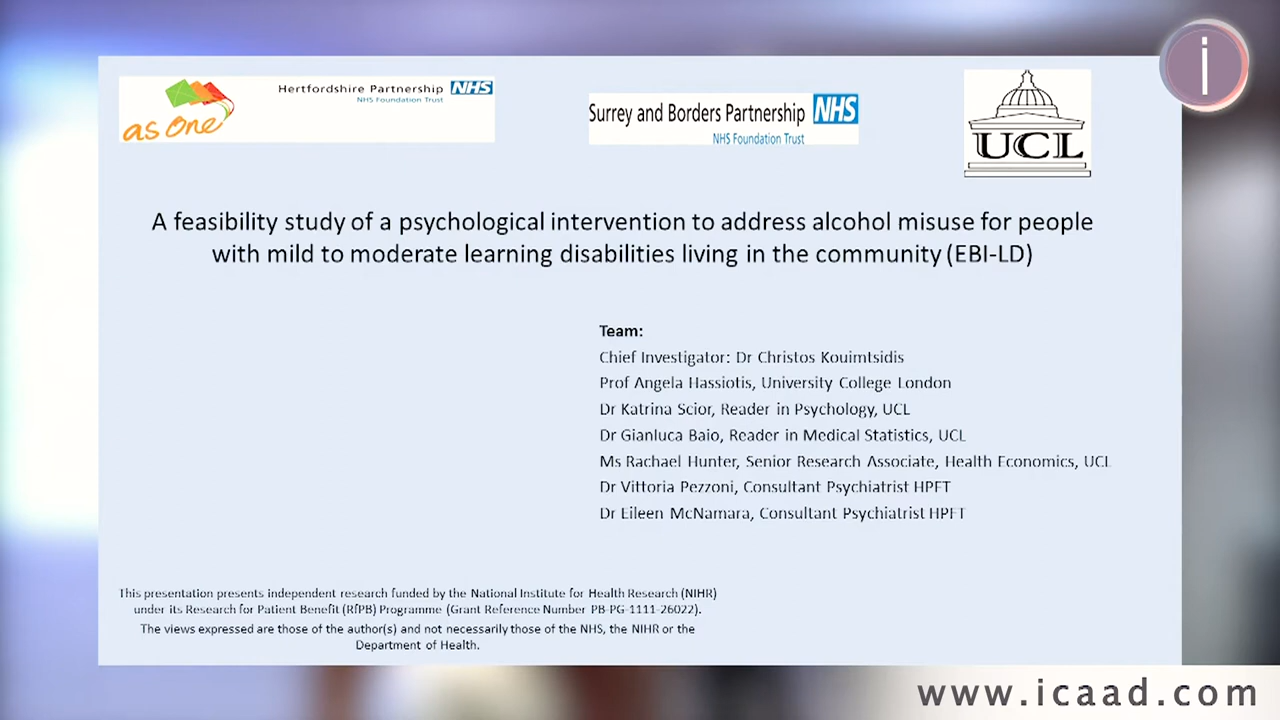 i
as one
Hertfordshire Partnership NHS
NHS Foundation Trust
Surrey and Borders Partnership NHS
NHS Foundation Trust
UCL
A feasibility study of a psychological intervention to address alcohol misuse for people
with mild to moderate learning disabilities living in the community (EBI-LD)
Team:
Chief Investigator: Dr Christos Kouimtsidis
Prof Angela Hassiotis, University College London
Dr Katrina Scior, Reader in Psychology, UCL
Dr Gianluca Baio, Reader in Medical Statistics, UCL
Ms Rachael Hunter, Senior Research Associate, Health Economics, UCL
Dr Vittoria Pezzoni, Consultant Psychiatrist HPFT
Dr Eileen McNamara, Consultant Psychiatrist HPFT
This presentation presents independent research funded by the National Institute for Health Research (NIHR)
under its Research for Patient Benefit (RfPB) Programme (Grant Reference Number PB-PG-1111-26022).
The views expressed are those of the author(s) and not necessarily those of the NHS, the NIHR or the
Department of Health.
www.icaad.com